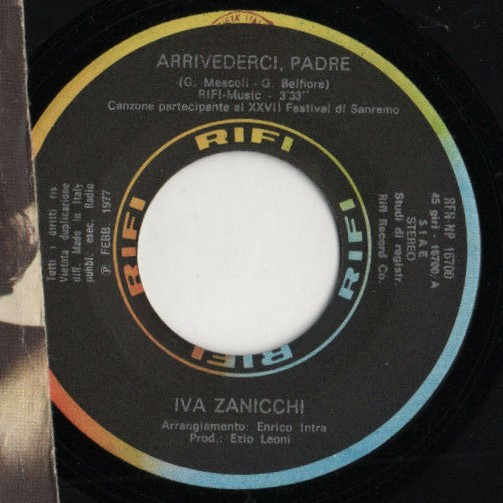 ARRIVEDERCI, PADRE
(G. Mescoli - G. Belfiore)
RIFI-Music - 3'33"
Canzone partecipante al XXVII Festival di Sanremo
RIFI
RIFI
RIFI
RIFI
Tutti i diritti ris
Vietata duplicazione
diff. Made in Italy
pubbl. esec. Radio
Ⓟ FEBB. 1977
RFN NP 16700
45 giri - 16700/A
SIAE
STEREO
Studi di registr.
Rifi Record Co.
IVA ZANICCHI
Arrangiamento: Enrico Intra
Prod.: Ezio Leoni